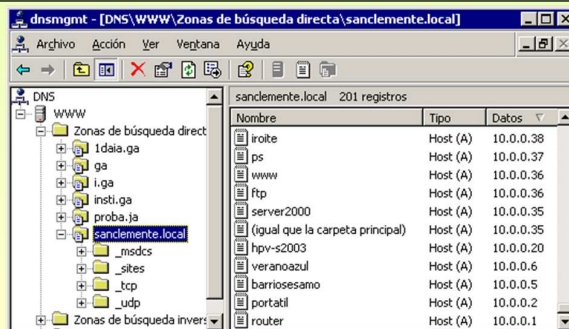 dnsmgmt - [DNS\WWW\Zonas de búsqueda directa\sanclemente.local]
Archivo Acción Ver Ventana Ayuda
DNS
WWW
Zonas de búsqueda direct
1daia.ga
ga
i.ga
insti.ga
proba.ja
sanclemente.local
_msdcs
_sites
_tcp
_udp
Zonas de búsqueda invers
sanclemente.local 201 registros
Nombre Tipo Datos
iroite Host (A) 10.0.0.38
ps Host (A) 10.0.0.37
www Host (A) 10.0.0.36
ftp Host (A) 10.0.0.36
server2000 Host (A) 10.0.0.35
(igual que la carpeta principal) Host (A) 10.0.0.35
hpv-s2003 Host (A) 10.0.0.20
veranoazul Host (A) 10.0.0.6
barriosesamo Host (A) 10.0.0.5
portatil Host (A) 10.0.0.2
router Host (A) 10.0.0.1